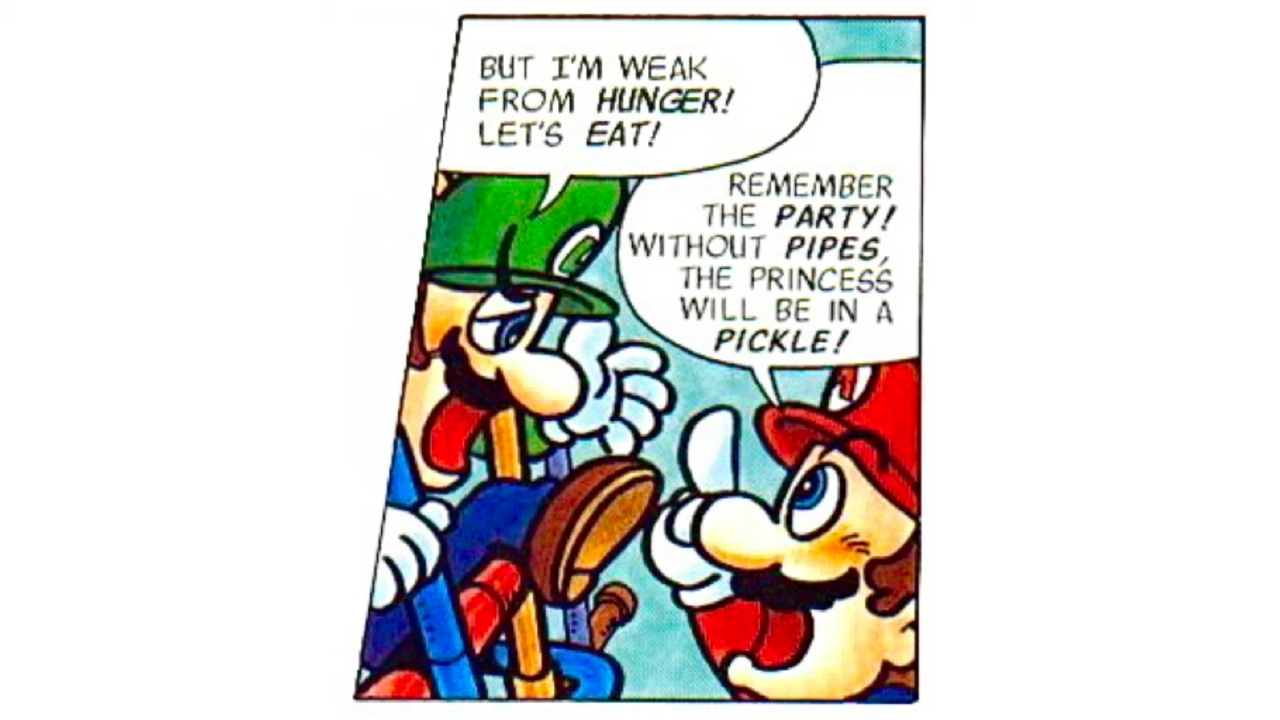 BUT I'M WEAK
FROM HUNGER!
LET'S EAT!
REMEMBER
THE PARTY!
WITHOUT PIPES,
THE PRINCESS
WILL BE IN A
PICKLE!